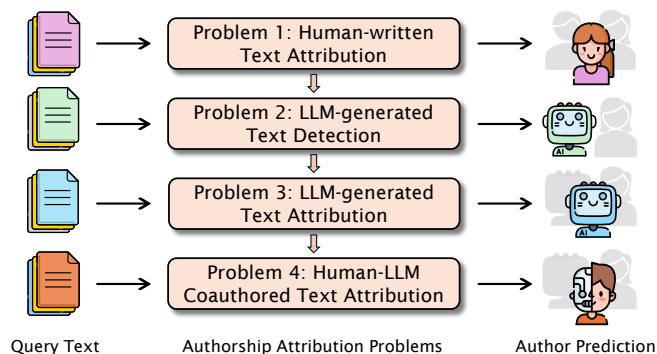 Problem 1: Human-written
Text Attribution
Problem 2: LLM-generated
Text Detection
AI
Problem 3: LLM-generated
Text Attribution
AI
Problem 4: Human-LLM
Coauthored Text Attribution
Query Text
Authorship Attribution Problems
Author Prediction